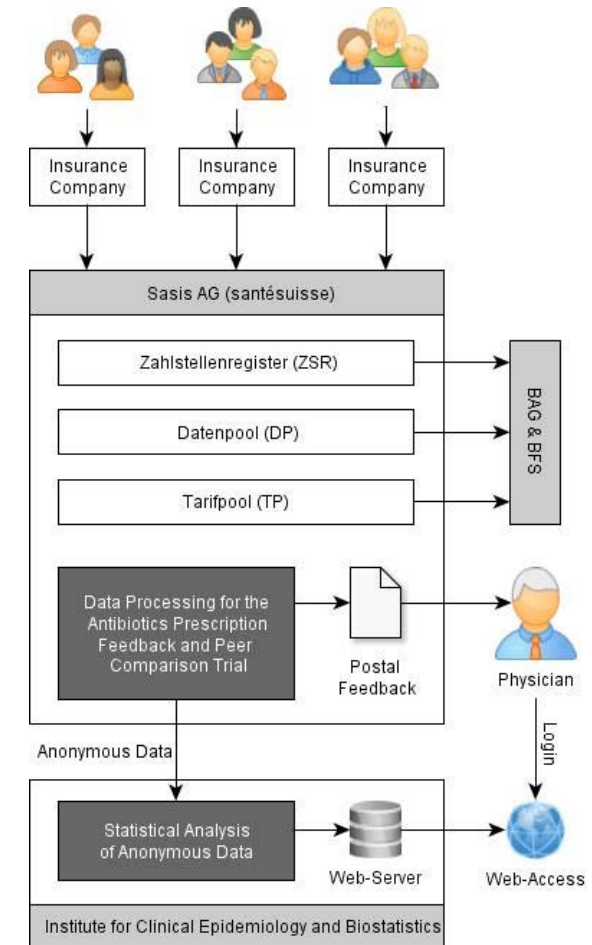 Insurance
Company
Insurance
Company
Insurance
Company
Sasis AG (santésuisse)
Zahlstellenregister (ZSR)
Datenpool (DP)
Tarifpool (TP)
BAG & BFS
Data Processing for the
Antibiotics Prescription
Feedback and Peer
Comparison Trial
Postal
Feedback
Physician
Anonymous Data
Login
Statistical Analysis
of Anonymous Data
Web-Server
Web-Access
Institute for Clinical Epidemiology and Biostatistics